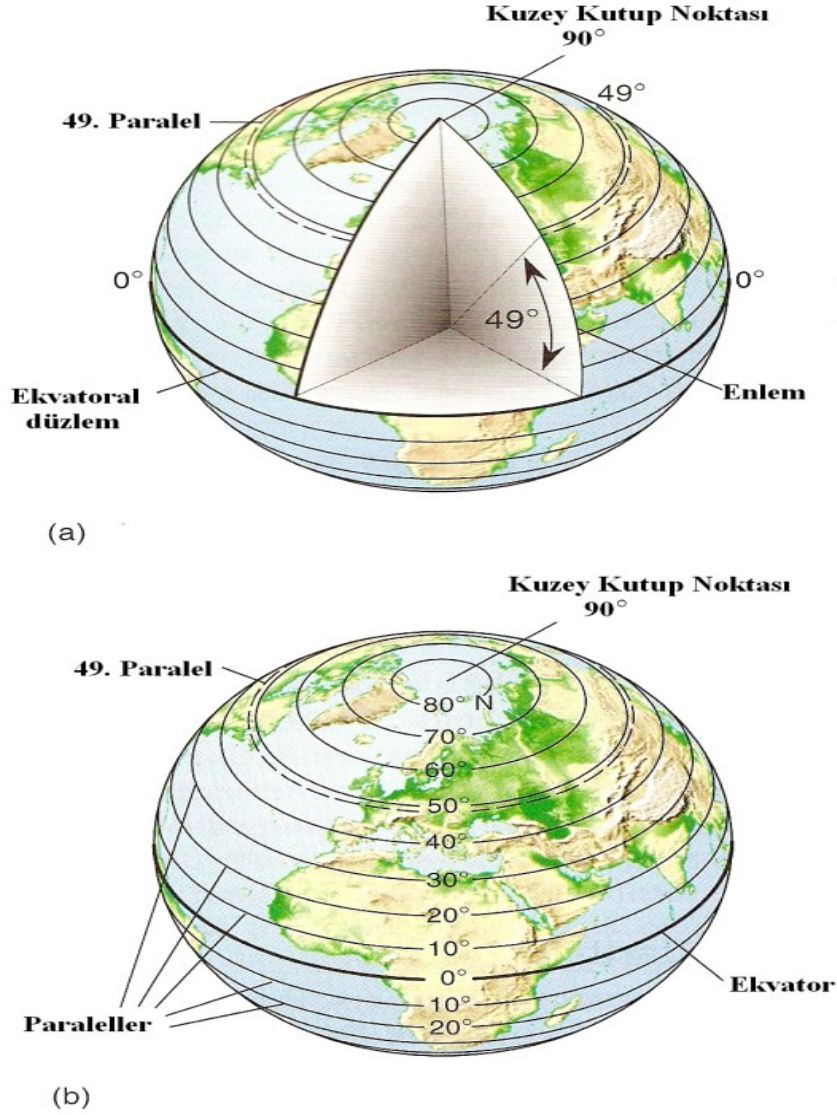 Kuzey Kutup Noktası
90°
49. Paralel
49°
0°
0°
49°
Ekvatoral
düzlem
Enlem
(a)
Kuzey Kutup Noktası
90°
49. Paralel
80° N
70°
60°
50°
40°
30°
20°
10°
0°
Ekvator
10°
Paraleller
20°
(b)